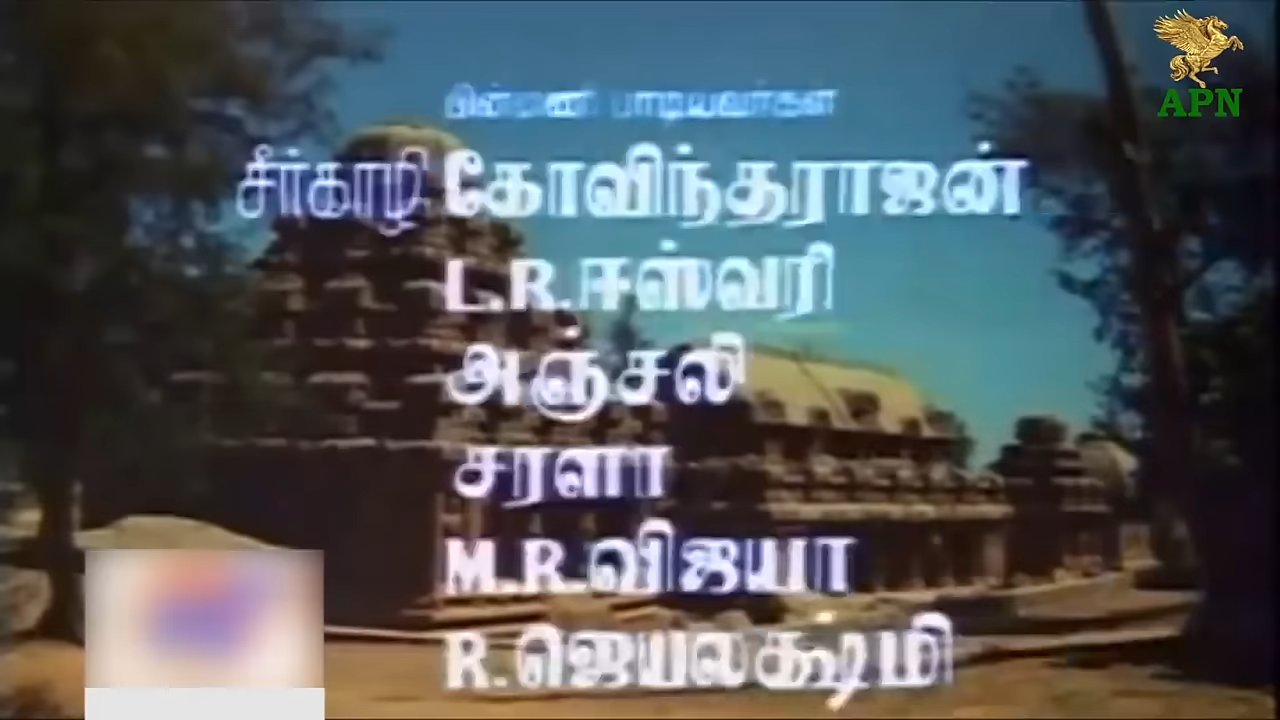 APN
பின்னணி பாடியவர்கள்
சீர்காழி கோவிந்தராஜன்
L.R.ஈஸ்வரி
அஞ்சலி
சரளா
M.R.விஜயா
R.ஜெயலக்ஷ்மி